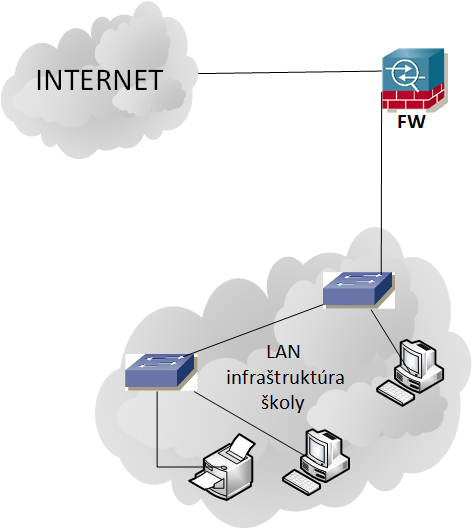 INTERNET
FW
LAN
infraštruktúra
školy